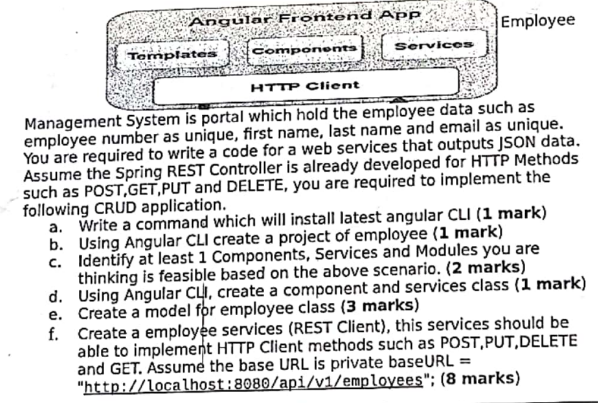 Angular Frontend App
Employee
Templates
Components
Services
HTTP Client
Management System is portal which hold the employee data such as
employee number as unique, first name, last name and email as unique.
You are required to write a code for a web services that outputs JSON data.
Assume the Spring REST Controller is already developed for HTTP Methods
such as POST,GET,PUT and DELETE, you are required to implement the
following CRUD application.
a. Write a command which will install latest angular CLI (1 mark)
b. Using Angular CLI create a project of employee (1 mark)
c. Identify at least 1 Components, Services and Modules you are
thinking is feasible based on the above scenario. (2 marks)
d. Using Angular CLI, create a component and services class (1 mark)
e. Create a model for employee class (3 marks)
f. Create a employee services (REST Client), this services should be
able to implement HTTP Client methods such as POST,PUT,DELETE
and GET. Assume the base URL is private baseURL =
"http://localhost:8080/api/v1/employees"; (8 marks)